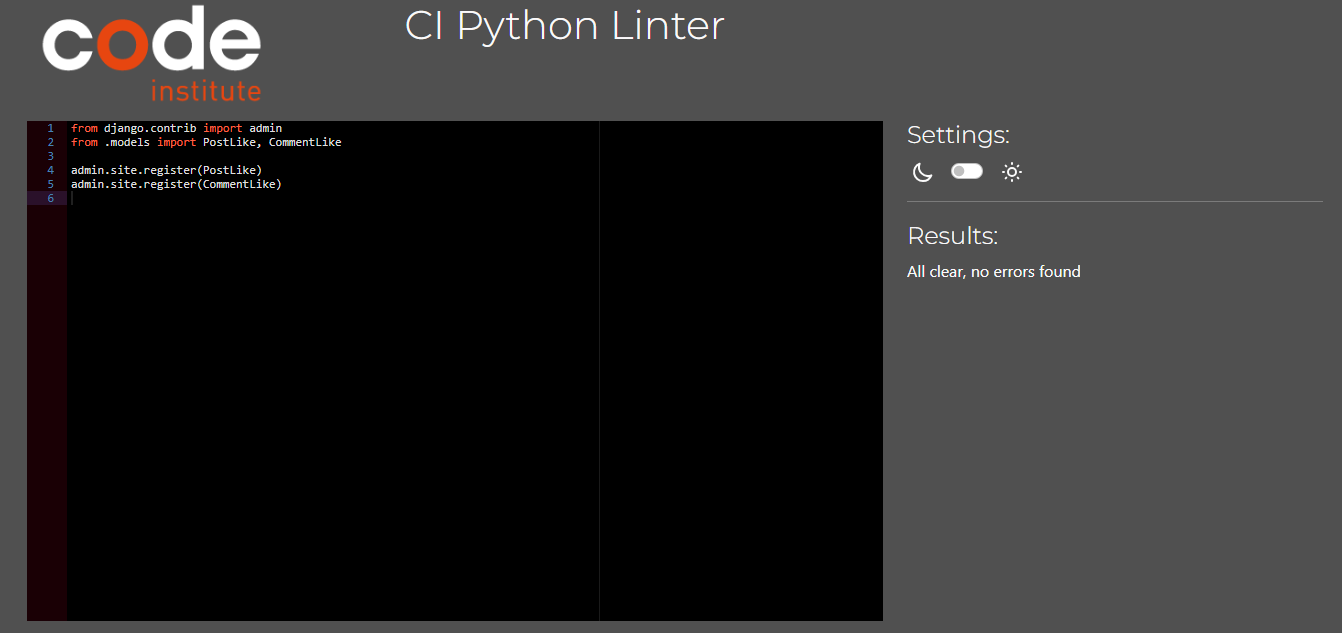 code
institute
CI Python Linter
1 from django.contrib import admin
2 from .models import PostLike, CommentLike
3
4 admin.site.register(PostLike)
5 admin.site.register(CommentLike)
6
Settings:
Results:
All clear, no errors found